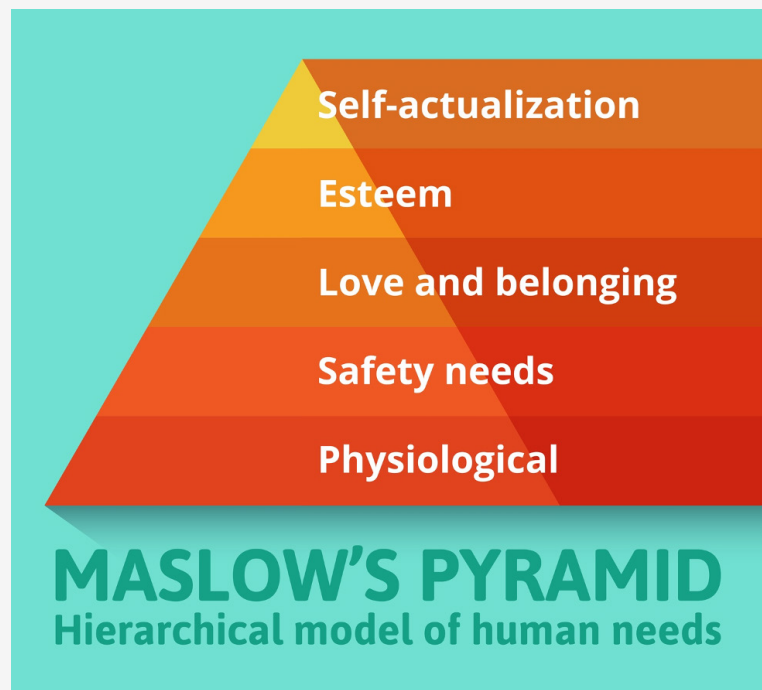 Self-actualization
Esteem
Love and belonging
Safety needs
Physiological
MASLOW’S PYRAMID
Hierarchical model of human needs